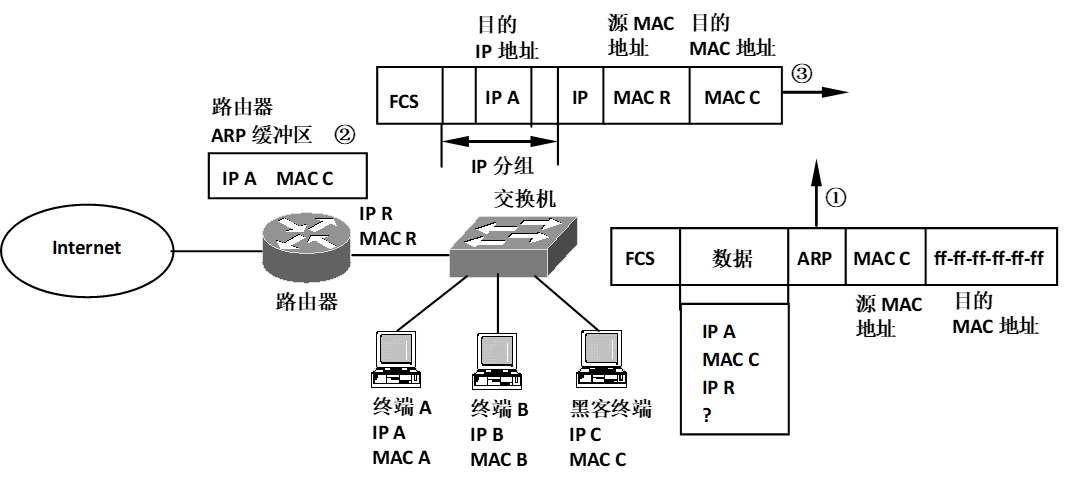 目的
IP 地址
源 MAC
地址
目的
MAC 地址
FCS
IP A
IP
MAC R
MAC C
③
IP 分组
路由器
ARP 缓冲区 ②
IP A MAC C
IP R
MAC R
交换机
Internet
路由器
①
FCS
数据
ARP
MAC C
ff-ff-ff-ff-ff-ff
源 MAC
地址
目的
MAC 地址
IP A
MAC C
IP R
?
终端 A
IP A
MAC A
终端 B
IP B
MAC B
黑客终端
IP C
MAC C